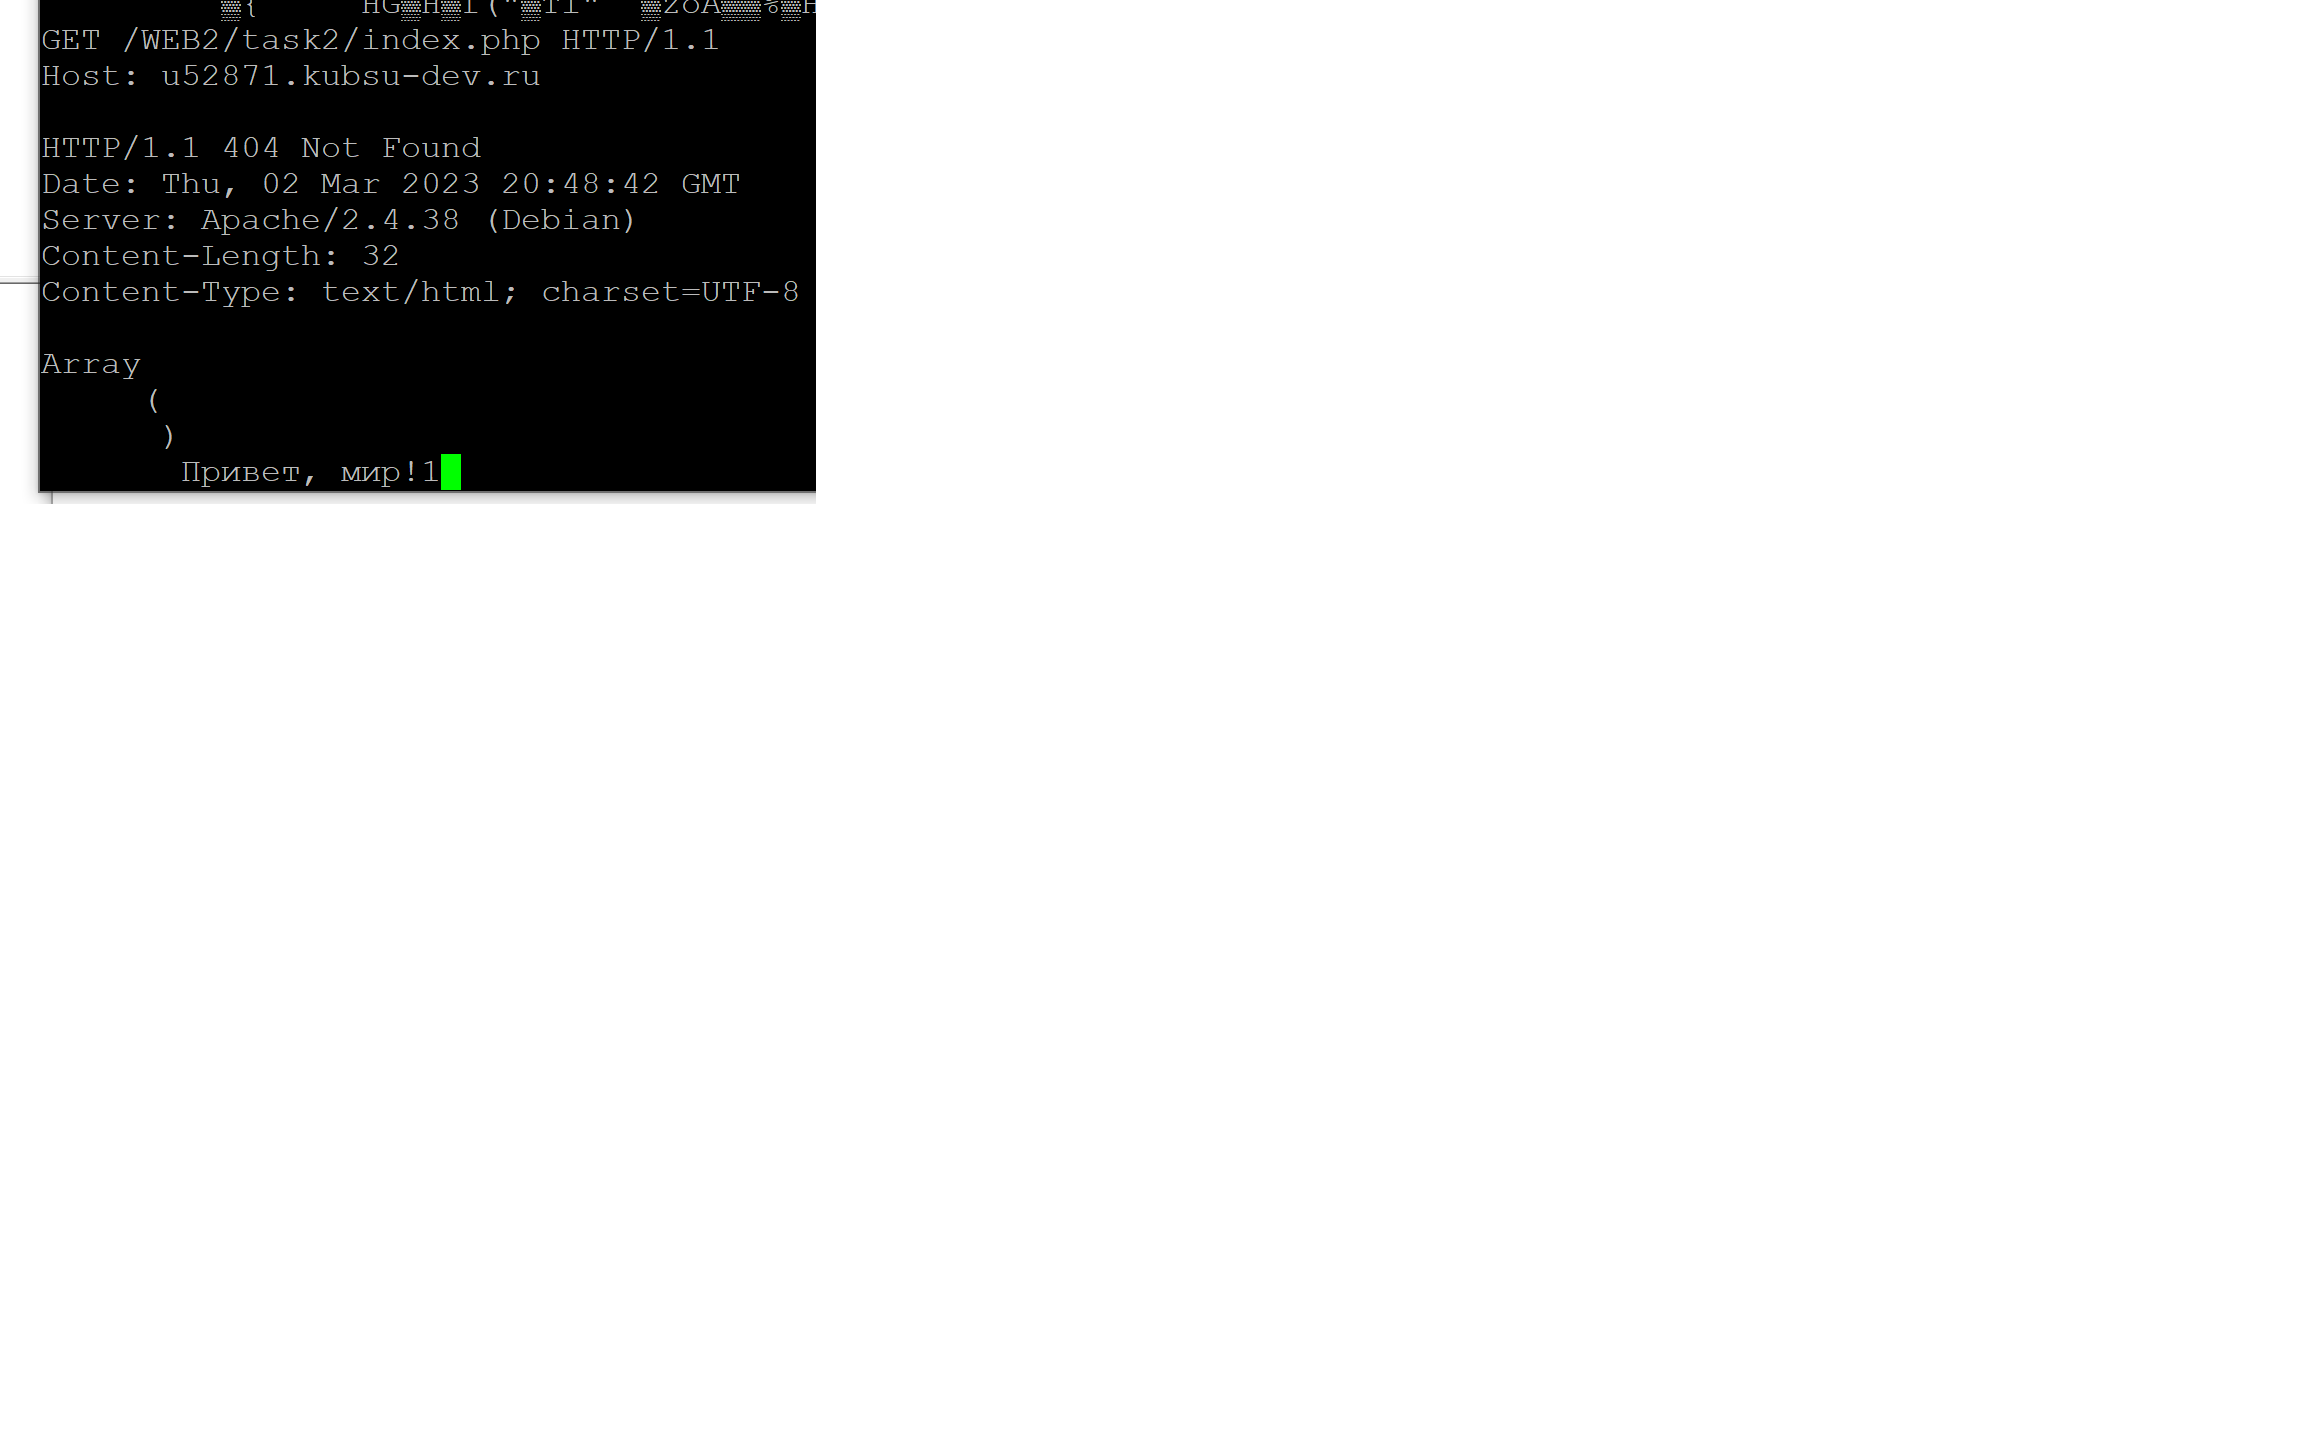 GET /WEB2/task2/index.php HTTP/1.1
Host: u52871.kubsu-dev.ru
HTTP/1.1 404 Not Found
Date: Thu, 02 Mar 2023 20:48:42 GMT
Server: Apache/2.4.38 (Debian)
Content-Length: 32
Content-Type: text/html; charset=UTF-8
Array
(
)
Привет, мир!1